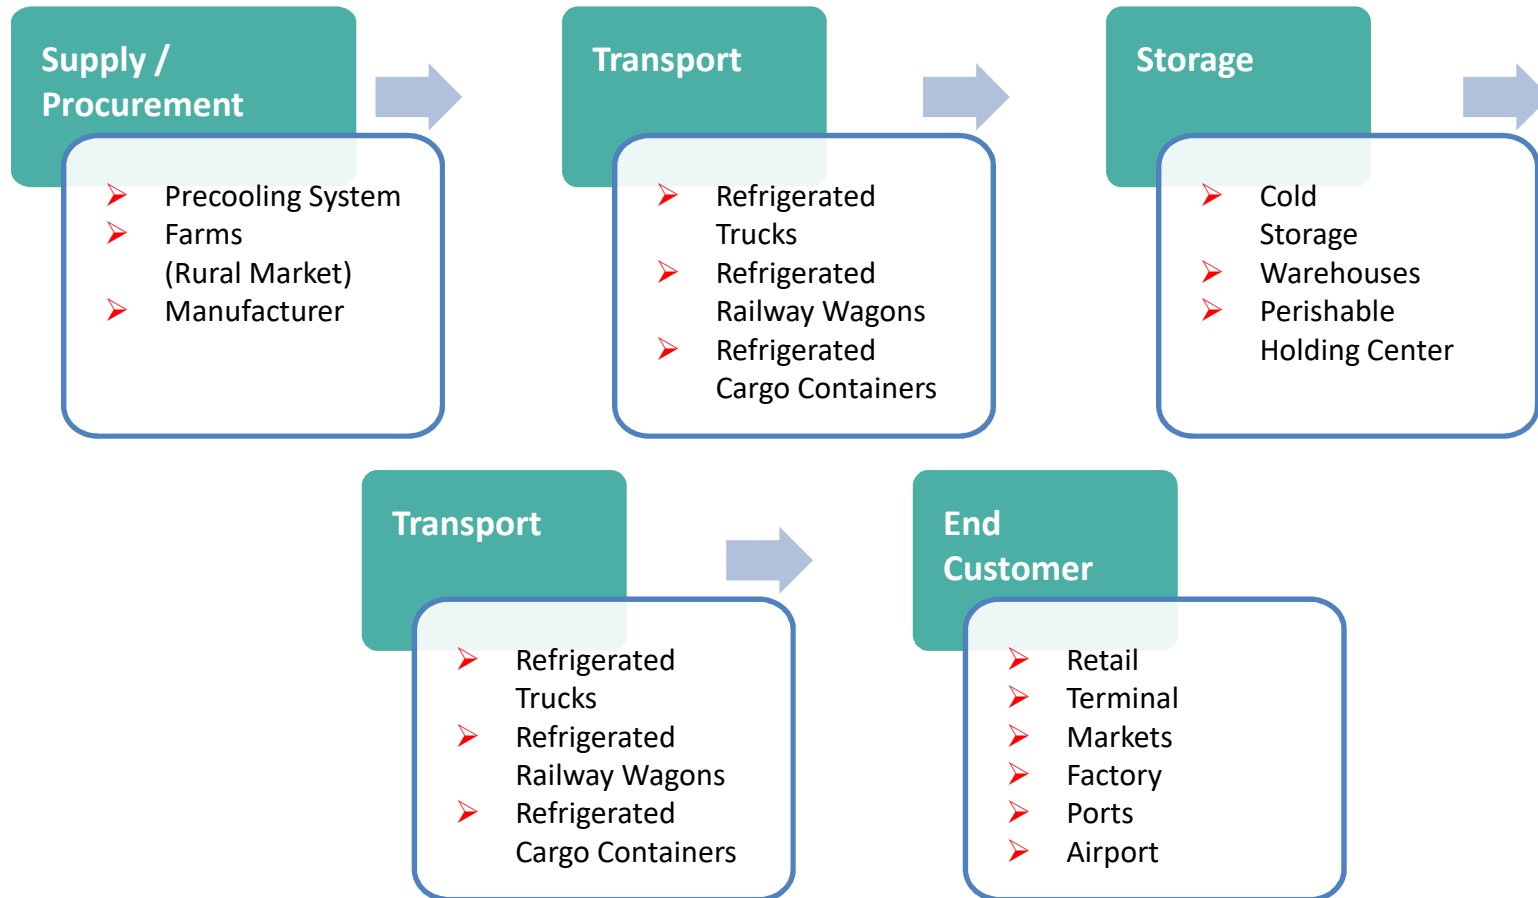 Supply /
Procurement
Precooling System
Farms
(Rural Market)
Manufacturer
Transport
Refrigerated
Trucks
Refrigerated
Railway Wagons
Refrigerated
Cargo Containers
Storage
Cold
Storage
Warehouses
Perishable
Holding Center
Transport
Refrigerated
Trucks
Refrigerated
Railway Wagons
Refrigerated
Cargo Containers
End
Customer
Retail
Terminal
Markets
Factory
Ports
Airport